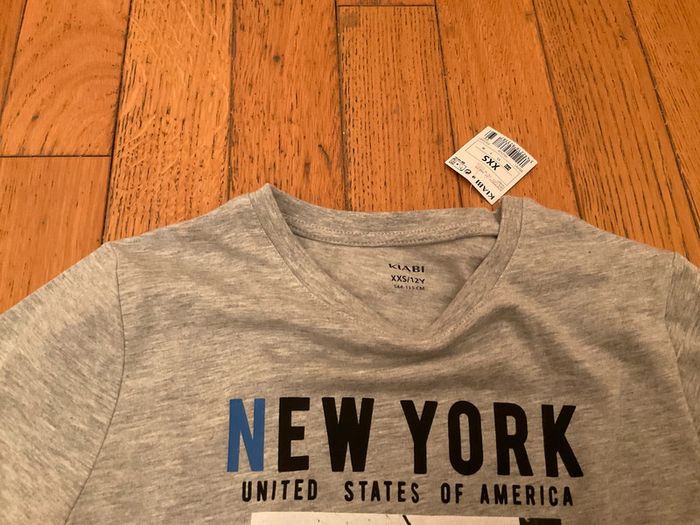 XXS
KIABI
KIABI
XXS/12Y
NEW YORK
UNITED STATES OF AMERICA